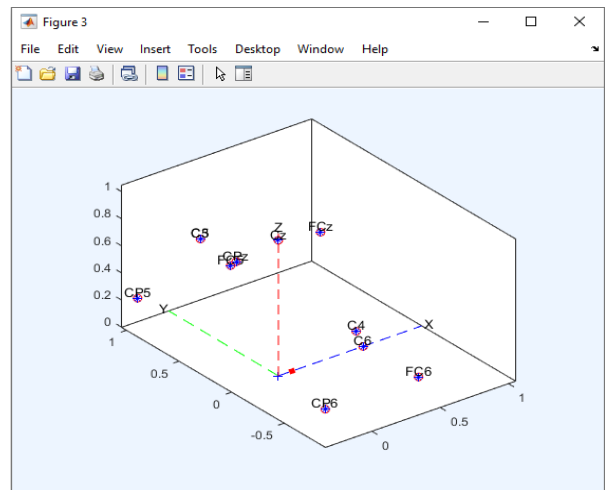 Figure 3
File Edit View Insert Tools Desktop Window Help
1
0.8
0.6
0.4
0.2
0
1
0.5
0
-0.5
0
0.5
1
Z
Cz
FCz
CPz
CP5
Y
C4
C6
X
FC6
CP6